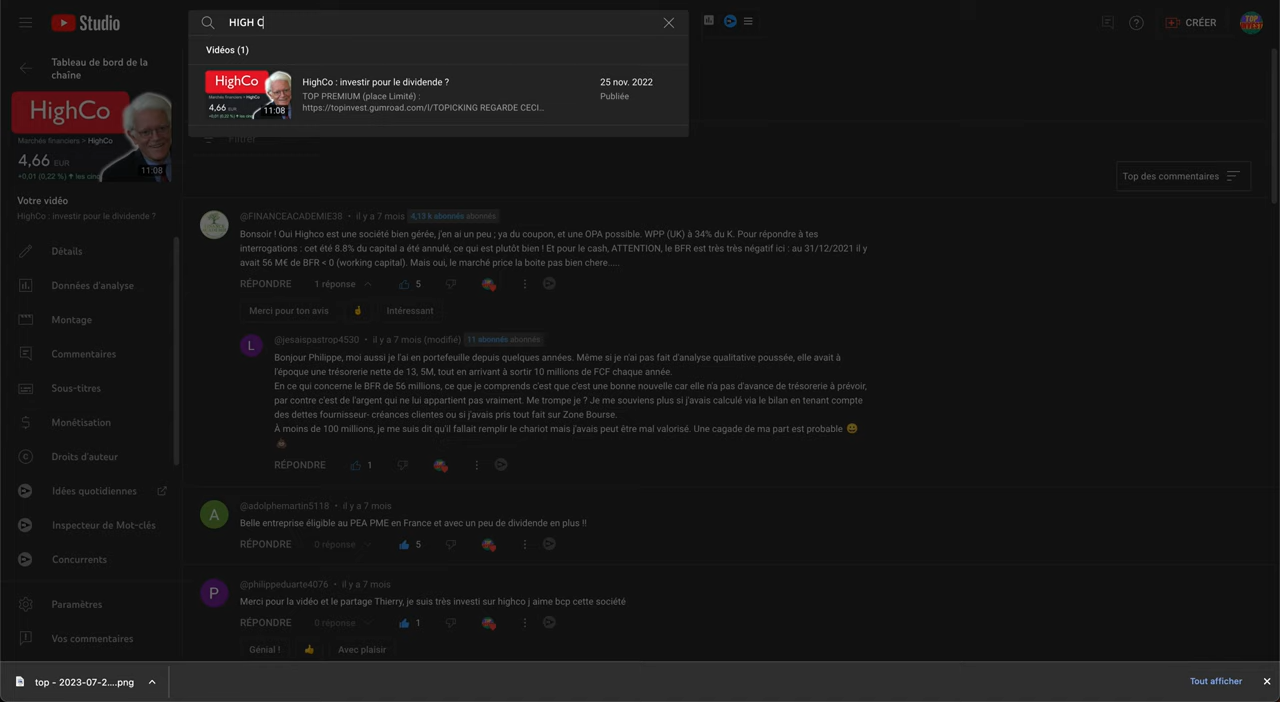 Studio
HIGH C
CRÉER
Vidéos (1)
HighCo
4,66 EUR
11:08
HighCo : investir pour le dividende ?
TOP PREMIUM (place Limité) :
https://topinvest.gumroad.com/l/TOPICKING REGARDE CECI...
25 nov. 2022
Publiée
Filtrer
Top des commentaires
Tableau de bord de la
chaîne
HighCo
Marchés financiers > HighCo
4,66 EUR
+0,01 (0,22 %) ↑ les cinq
11:08
Votre vidéo
HighCo : investir pour le dividende ?
Détails
Données d'analyse
Montage
Commentaires
Sous-titres
Monétisation
Droits d'auteur
Idées quotidiennes
Inspecteur de Mot-clés
Concurrents
Paramètres
Vos commentaires
@FINANCEACADEMIE38 • il y a 7 mois 4,13 k abonnés abonnés
Bonsoir ! Oui Highco est une société bien gérée, j'en ai un peu ; ya du coupon, et une OPA possible. WPP (UK) à 34% du K. Pour répondre à tes
interrogations : cet été 8.8% du capital a été annulé, ce qui est plutôt bien ! Et pour le cash, ATTENTION, le BFR est très très négatif ici : au 31/12/2021 il y
avait 56 M€ de BFR < 0 (working capital). Mais oui, le marché price la boite pas bien chere.....
RÉPONDRE 1 réponse 5
Merci pour ton avis 🤞 Intéressant
L
@jesaispastrop4530 • il y a 7 mois (modifié) 11 abonnés abonnés
Bonjour Philippe, moi aussi je l'ai en portefeuille depuis quelques années. Même si je n'ai pas fait d'analyse qualitative poussée, elle avait à
l'époque une trésorerie nette de 13, 5M, tout en arrivant à sortir 10 millions de FCF chaque année.
En ce qui concerne le BFR de 56 millions, ce que je comprends c'est que c'est une bonne nouvelle car elle n'a pas d'avance de trésorerie à prévoir,
par contre c'est de l'argent qui ne lui appartient pas vraiment. Me trompe je ? Je me souviens plus si j'avais calculé via le bilan en tenant compte
des dettes fournisseur- créances clientes ou si j'avais pris tout fait sur Zone Bourse.
À moins de 100 millions, je me suis dit qu'il fallait remplir le chariot mais j'avais peut être mal valorisé. Une cagade de ma part est probable 😀
💩
RÉPONDRE 1
A
@adolphemartin5118 • il y a 7 mois
Belle entreprise éligible au PEA PME en France et avec un peu de dividende en plus !!
RÉPONDRE 0 réponse 5
P
@philippeduarte4076 • il y a 7 mois
Merci pour la vidéo et le partage Thierry, je suis très investi sur highco j aime bcp cette société
RÉPONDRE 0 réponse 1
Génial ! 👍 Avec plaisir
top - 2023-07-2....png
Tout afficher